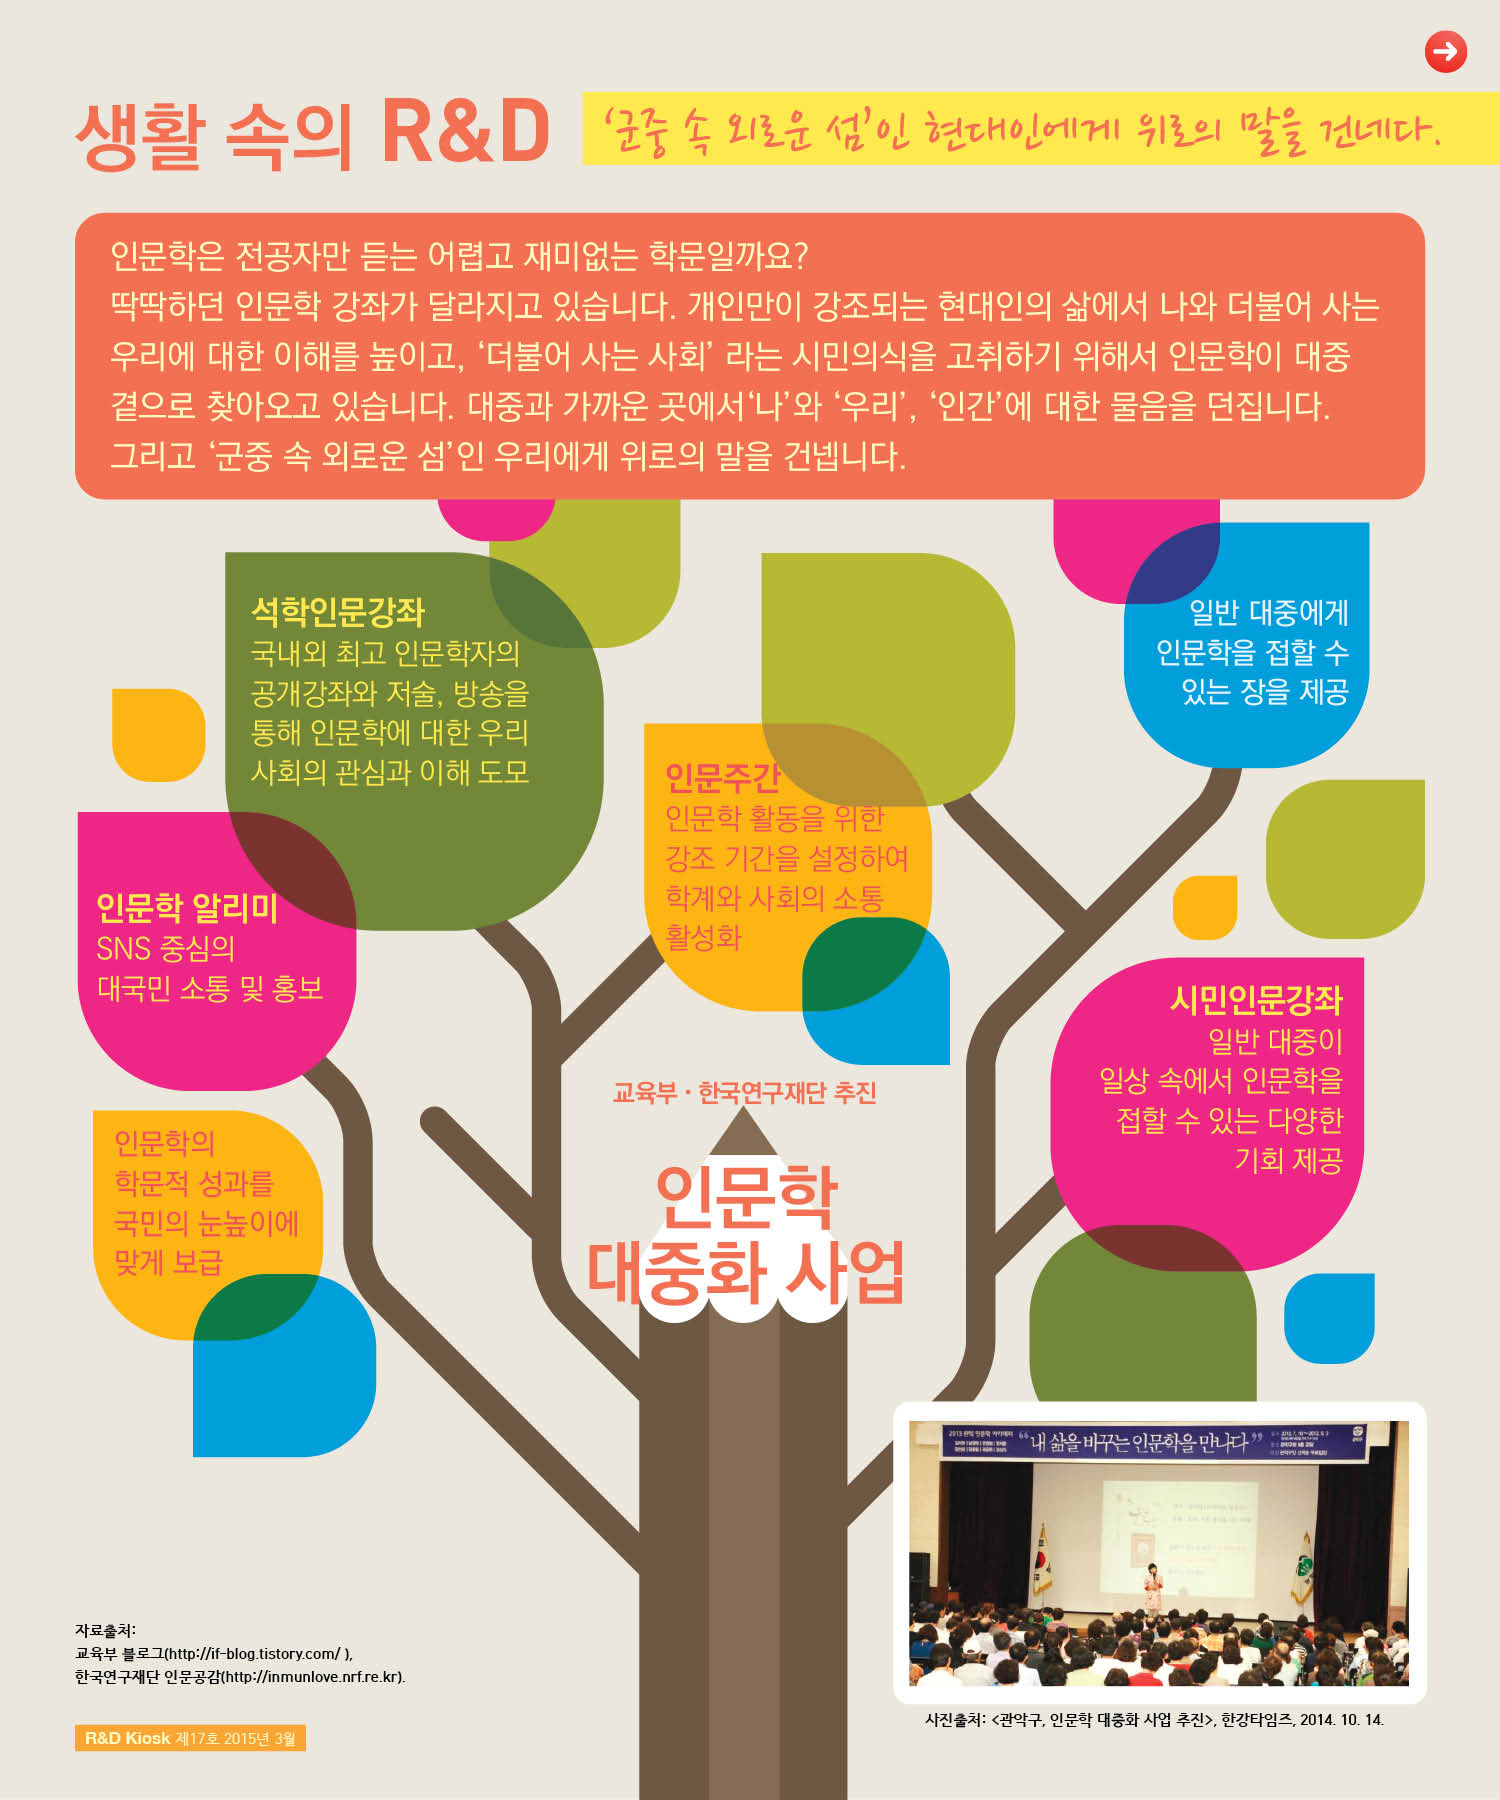 생활 속의 R&D
‘군중 속 외로운 섬’인 현대인에게 위로의 말을 건네다.
인문학은 전공자만 듣는 어렵고 재미없는 학문일까요?
딱딱하던 인문학 강좌가 달라지고 있습니다. 개인만이 강조되는 현대인의 삶에서 나와 더불어 사는
우리에 대한 이해를 높이고, ‘더불어 사는 사회’ 라는 시민의식을 고취하기 위해서 인문학이 대중
곁으로 찾아오고 있습니다. 대중과 가까운 곳에서‘나’와 ‘우리’, ‘인간’에 대한 물음을 던집니다.
그리고 ‘군중 속 외로운 섬’인 우리에게 위로의 말을 건넵니다.
석학인문강좌
국내외 최고 인문학자의
공개강좌와 저술, 방송을
통해 인문학에 대한 우리
사회의 관심과 이해 도모
일반 대중에게
인문학을 접할 수
있는 장을 제공
인문주간
인문학 활동을 위한
강조 기간을 설정하여
학계와 사회의 소통
활성화
인문학 알리미
SNS 중심의
대국민 소통 및 홍보
시민인문강좌
일반 대중이
일상 속에서 인문학을
접할 수 있는 다양한
기회 제공
인문학의
학문적 성과를
국민의 눈높이에
맞게 보급
교육부 · 한국연구재단 추진
인문학
대중화 사업
2013 관악 인문학 아카데미
“내 삶을 바꾸는 인문학을 만나다”
자료출처:
교육부 블로그(http://if-blog.tistory.com/ ),
한국연구재단 인문공감(http://inmunlove.nrf.re.kr).
사진출처: <관악구, 인문학 대중화 사업 추진>, 한강타임즈, 2014. 10. 14.
R&D Kiosk 제17호 2015년 3월